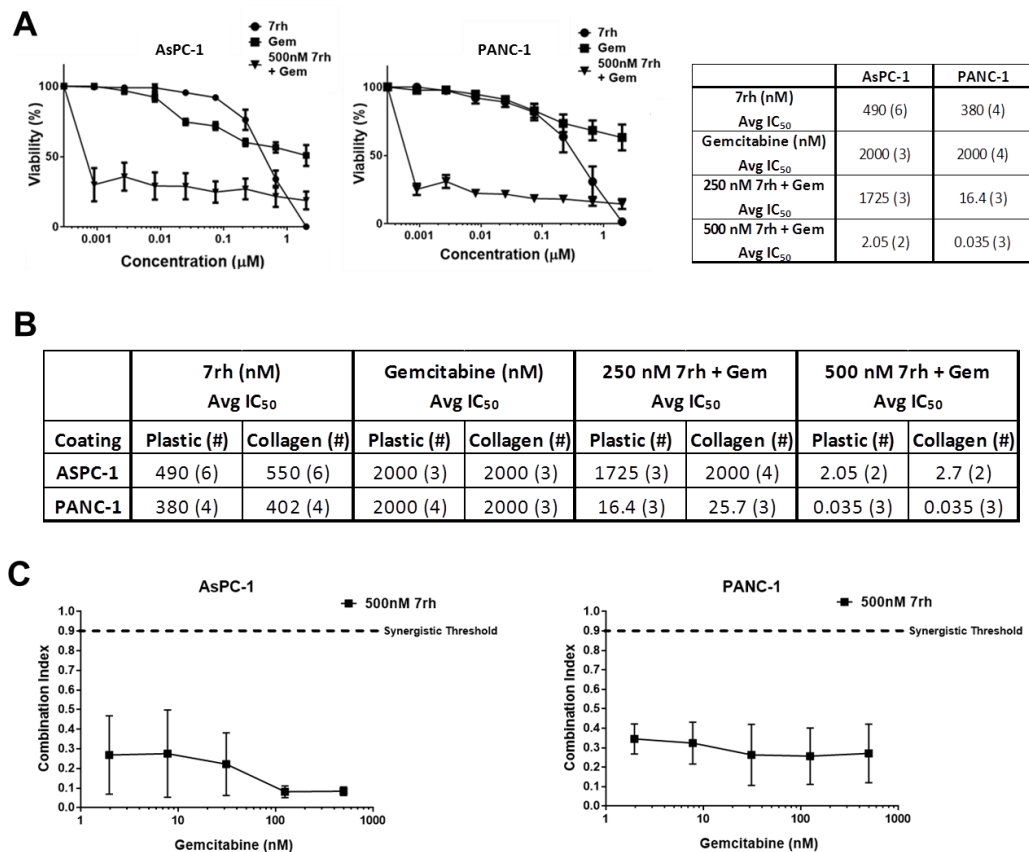 A
AsPC-1
7rh
Gem
500nM 7rh
+ Gem
Viability (%)
100
50
0
0.001
0.01
0.1
1
Concentration (μM)
PANC-1
7rh
Gem
500nM 7rh
+ Gem
Viability (%)
100
50
0
0.001
0.01
0.1
1
Concentration (μM)
AsPC-1 PANC-1
7rh (nM)
Avg IC50
490 (6) 380 (4)
Gemcitabine (nM)
Avg IC50
2000 (3) 2000 (4)
250 nM 7rh + Gem
Avg IC50
1725 (3) 16.4 (3)
500 nM 7rh + Gem
Avg IC50
2.05 (2) 0.035 (3)
B
7rh (nM) Gemcitabine (nM) 250 nM 7rh + Gem 500 nM 7rh + Gem
Avg IC50 Avg IC50 Avg IC50 Avg IC50
Coating Plastic (#) Collagen (#) Plastic (#) Collagen (#) Plastic (#) Collagen (#) Plastic (#) Collagen (#)
ASPC-1 490 (6) 550 (6) 2000 (3) 2000 (3) 1725 (3) 2000 (4) 2.05 (2) 2.7 (2)
PANC-1 380 (4) 402 (4) 2000 (4) 2000 (3) 16.4 (3) 25.7 (3) 0.035 (3) 0.035 (3)
C
AsPC-1
500nM 7rh
Synergistic Threshold
Combination Index
1.0
0.9
0.8
0.7
0.6
0.5
0.4
0.3
0.2
0.1
0.0
1
10
100
1000
Gemcitabine (nM)
PANC-1
500nM 7rh
Synergistic Threshold
Combination Index
1.0
0.9
0.8
0.7
0.6
0.5
0.4
0.3
0.2
0.1
0.0
1
10
100
1000
Gemcitabine (nM)